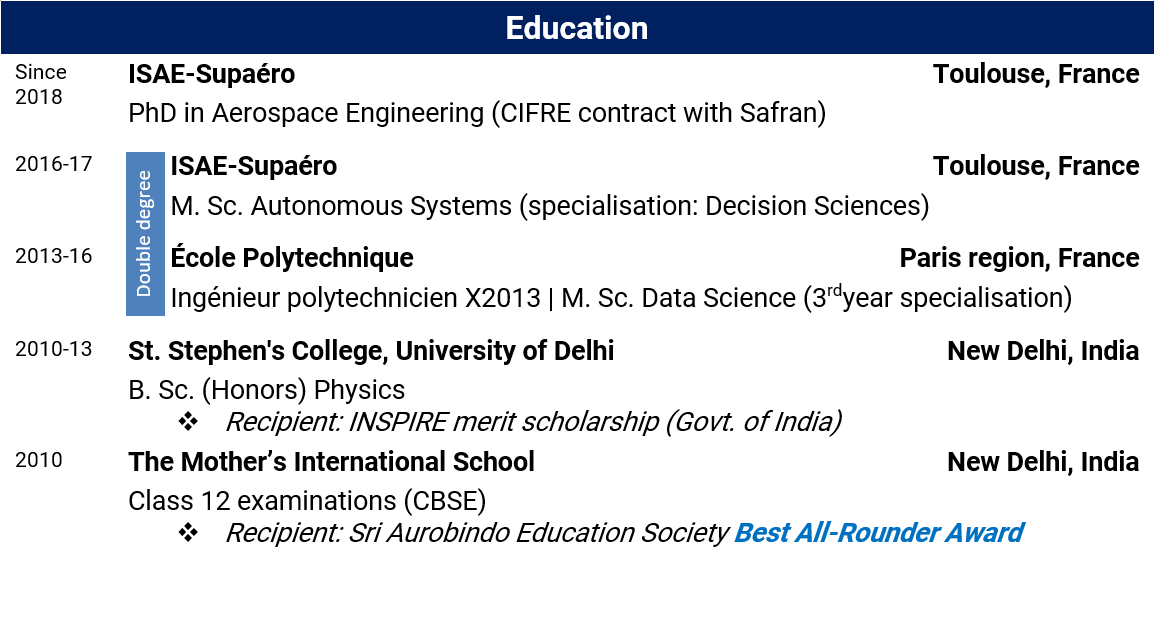 Education
Since
2018
ISAE-Supaéro Toulouse, France
PhD in Aerospace Engineering (CIFRE contract with Safran)
2016-17 ISAE-Supaéro Toulouse, France
Double degree
M. Sc. Autonomous Systems (specialisation: Decision Sciences)
2013-16 École Polytechnique Paris region, France
Ingénieur polytechnicien X2013 | M. Sc. Data Science (3rdyear specialisation)
2010-13 St. Stephen's College, University of Delhi New Delhi, India
B. Sc. (Honors) Physics
❖ Recipient: INSPIRE merit scholarship (Govt. of India)
2010 The Mother’s International School New Delhi, India
Class 12 examinations (CBSE)
❖ Recipient: Sri Aurobindo Education Society Best All-Rounder Award